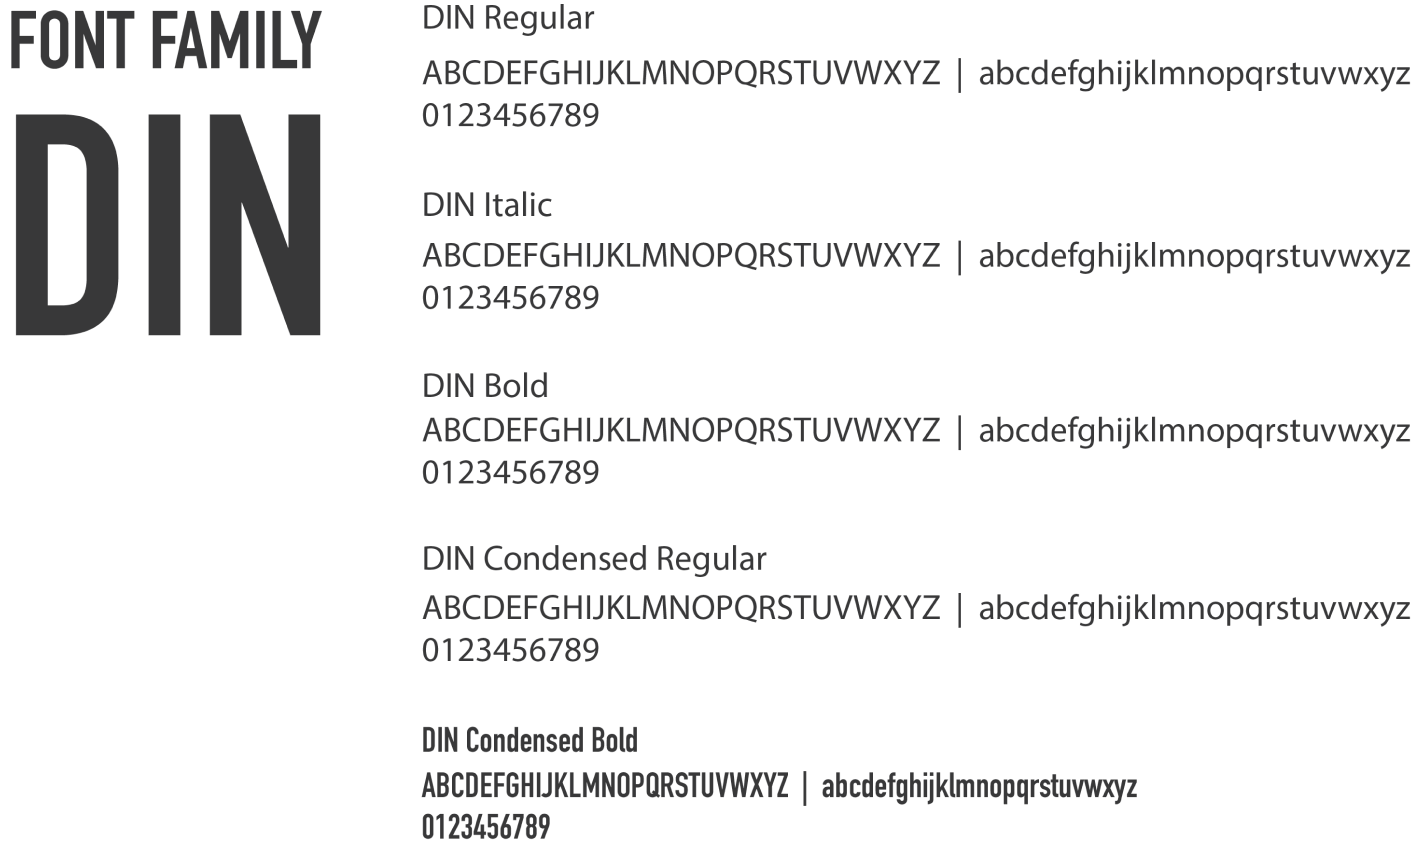 FONT FAMILY
DIN
DIN Regular
ABCDEFGHIJKLMNOPQRSTUVWXYZ | abcdefghijklmnopqrstuvwxyz
0123456789
DIN Italic
ABCDEFGHIJKLMNOPQRSTUVWXYZ | abcdefghijklmnopqrstuvwxyz
0123456789
DIN Bold
ABCDEFGHIJKLMNOPQRSTUVWXYZ | abcdefghijklmnopqrstuvwxyz
0123456789
DIN Condensed Regular
ABCDEFGHIJKLMNOPQRSTUVWXYZ | abcdefghijklmnopqrstuvwxyz
0123456789
DIN Condensed Bold
ABCDEFGHIJKLMNOPQRSTUVWXYZ | abcdefghijklmnopqrstuvwxyz
0123456789